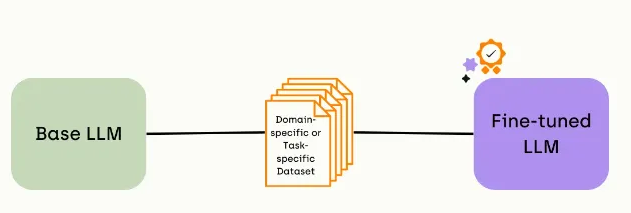 Base LLM
Domain-
specific or
Task-
specific
Dataset
Fine-tuned
LLM